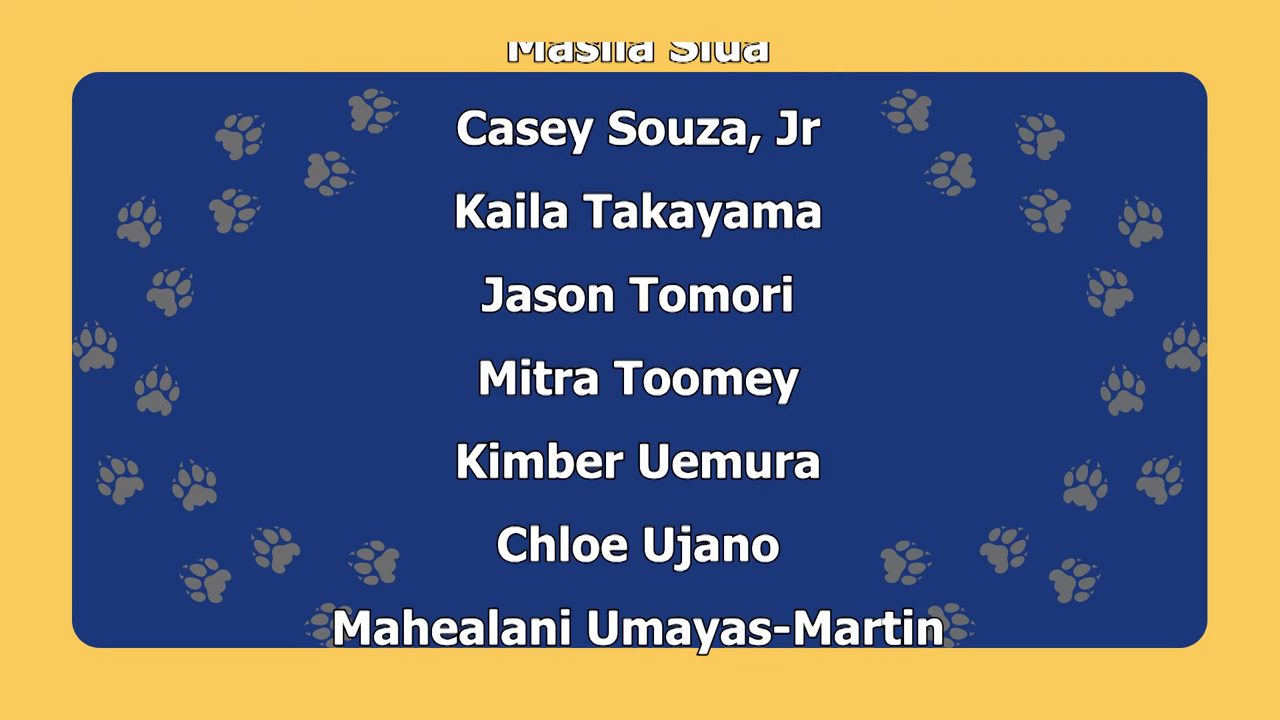 Casey Souza, Jr
Kaila Takayama
Jason Tomori
Mitra Toomey
Kimber Uemura
Chloe Ujano
Mahealani Umayas-Martin